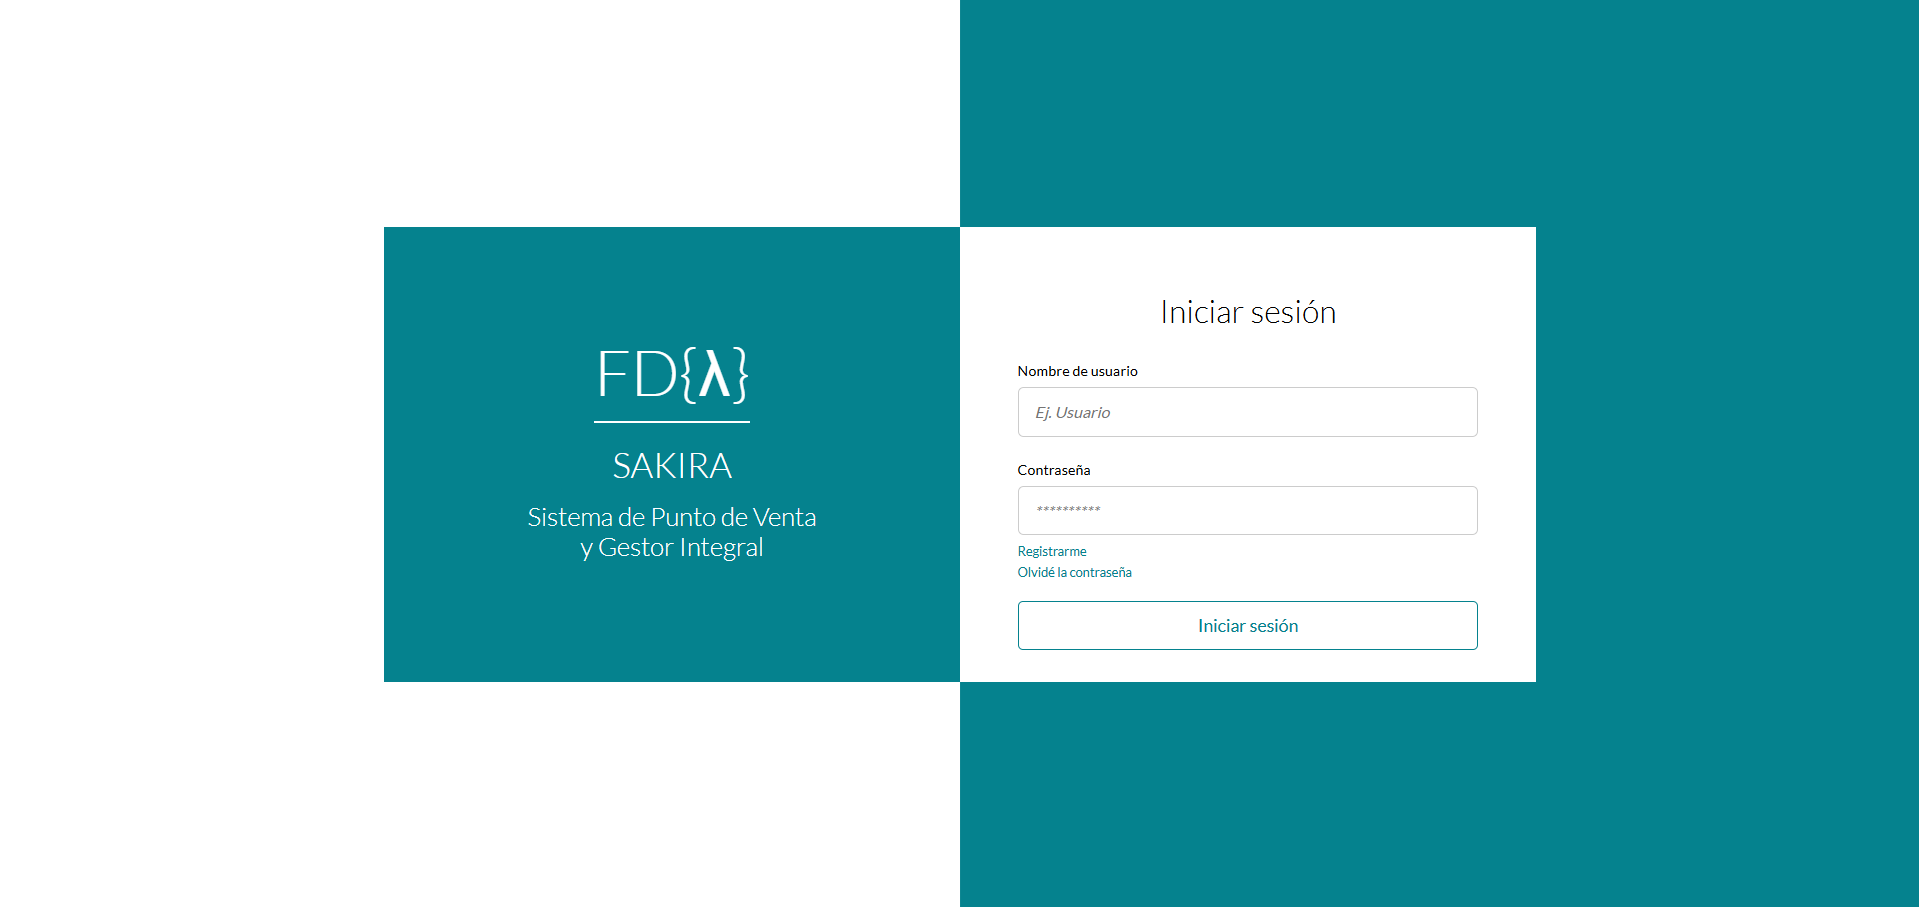 FD{λ}
SAKIRA
Sistema de Punto de Venta
y Gestor Integral
Iniciar sesión
Nombre de usuario
Ej. Usuario
Contraseña
**********
Registrarme
Olvidé la contraseña
Iniciar sesión